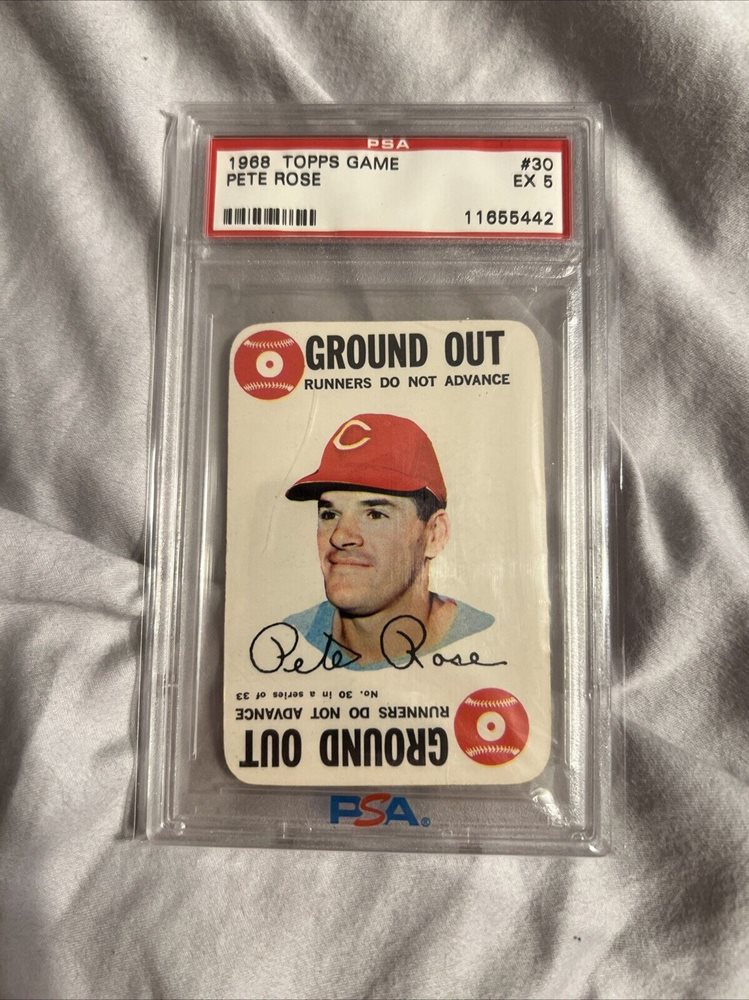 PSA
1968 TOPPS GAME #30
PETE ROSE EX 5
11655442
GROUND OUT
RUNNERS DO NOT ADVANCE
C
Pete Rose
No. 30 in a series of 33
RUNNERS DO NOT ADVANCE
GROUND OUT
PSA®